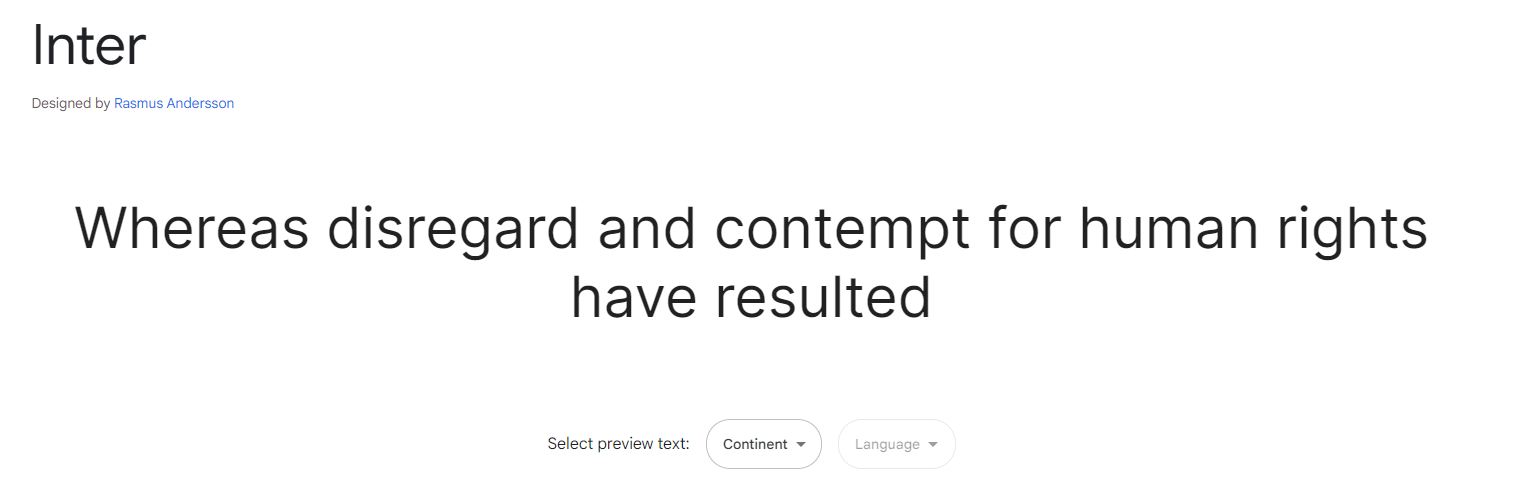 Inter
Designed by Rasmus Andersson
Whereas disregard and contempt for human rights
have resulted
Select preview text: Continent Language